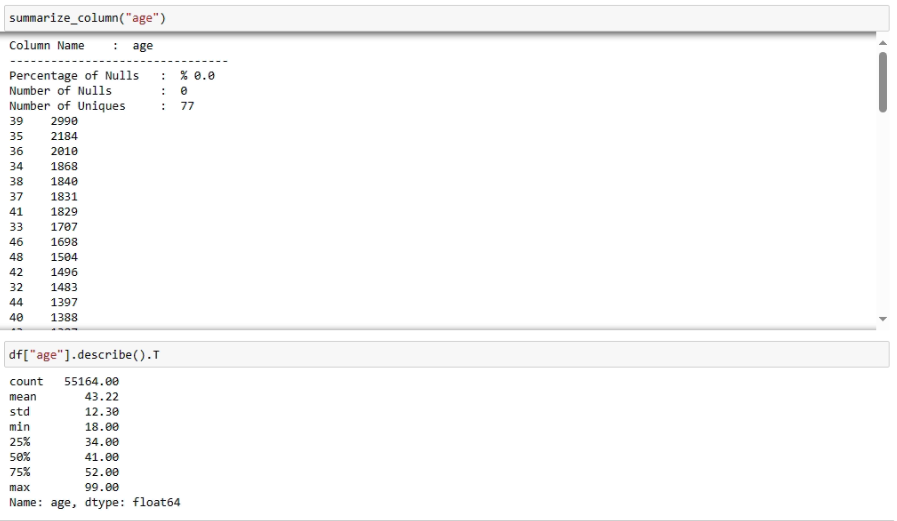 summarize_column("age")
Column Name    :  age
-------------------------------
Percentage of Nulls   :  % 0.0
Number of Nulls       :  0
Number of Uniques     :  77
39    2990
35    2184
36    2010
34    1868
38    1840
37    1831
41    1829
33    1707
46    1698
48    1504
42    1496
32    1483
44    1397
40    1388
df["age"].describe().T
count   55164.00
mean       43.22
std        12.30
min        18.00
25%        34.00
50%        41.00
75%        52.00
max        99.00
Name: age, dtype: float64